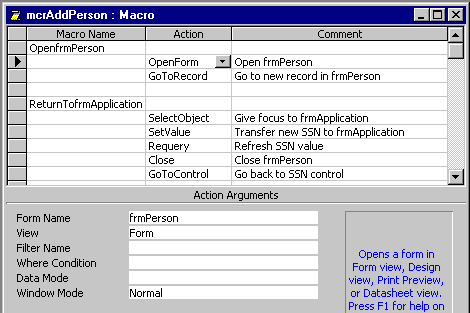 mcrAddPerson : Macro
Macro Name Action Comment
OpenfrmPerson
OpenForm Open frmPerson
GoToRecord Go to new record in frmPerson
ReturnTofrmApplication
SelectObject Give focus to frmApplication
SetValue Transfer new SSN to frmApplication
Requery Refresh SSN value
Close Close frmPerson
GoToControl Go back to SSN control
Action Arguments
Form Name frmPerson
View Form
Filter Name
Where Condition
Data Mode
Window Mode Normal
Opens a form in
Form view, Design
view, Print Preview,
or Datasheet view.
Press F1 for help on